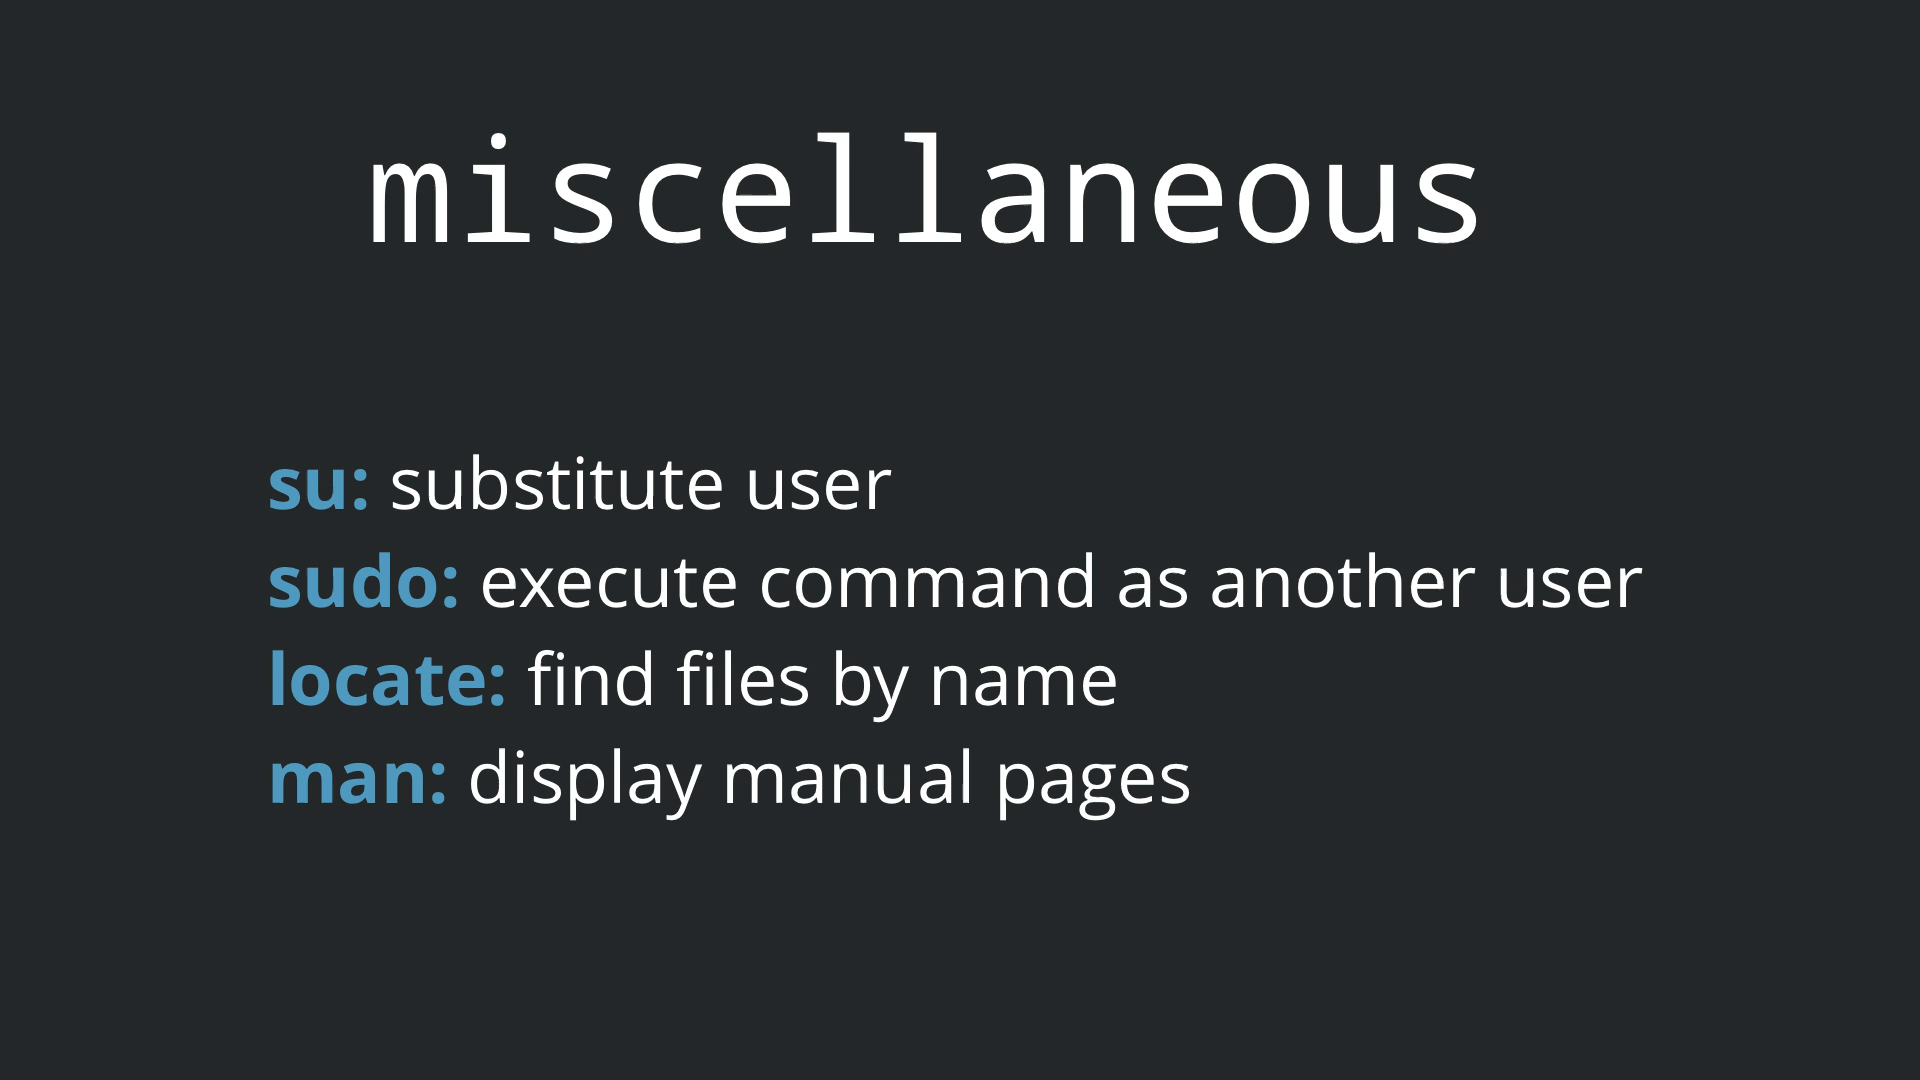 miscellaneous
su: substitute user
sudo: execute command as another user
locate: find files by name
man: display manual pages